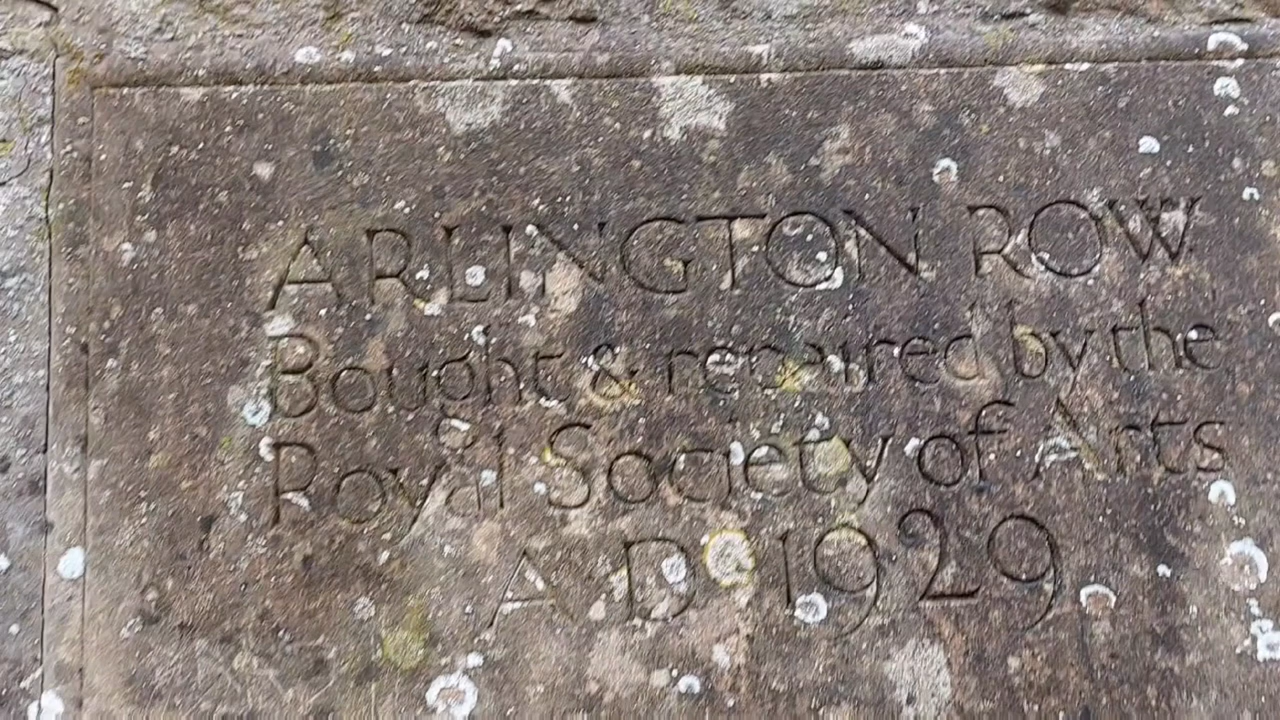 ARLINGTON ROW
Bought & repaired by the
Royal Society of Arts
A D 1929